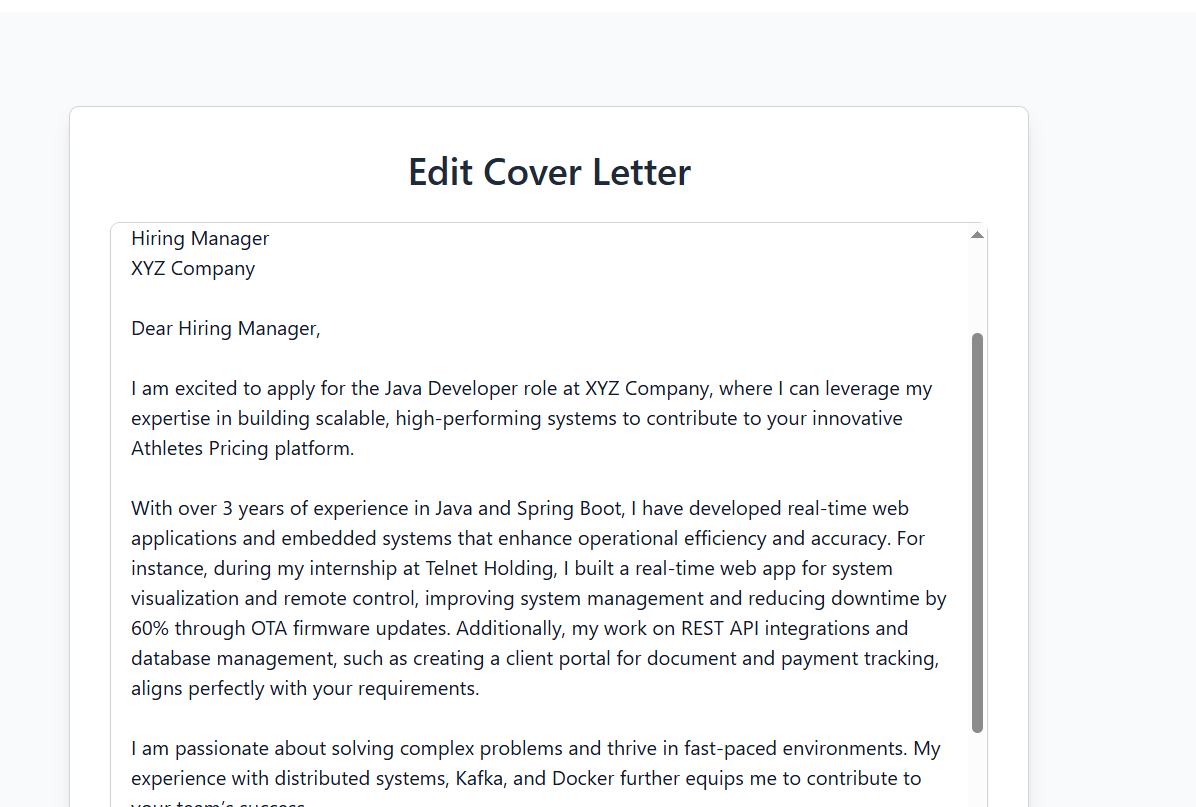 Edit Cover Letter
Hiring Manager
XYZ Company
Dear Hiring Manager,
I am excited to apply for the Java Developer role at XYZ Company, where I can leverage my
expertise in building scalable, high-performing systems to contribute to your innovative
Athletes Pricing platform.
With over 3 years of experience in Java and Spring Boot, I have developed real-time web
applications and embedded systems that enhance operational efficiency and accuracy. For
instance, during my internship at Telnet Holding, I built a real-time web app for system
visualization and remote control, improving system management and reducing downtime by
60% through OTA firmware updates. Additionally, my work on REST API integrations and
database management, such as creating a client portal for document and payment tracking,
aligns perfectly with your requirements.
I am passionate about solving complex problems and thrive in fast-paced environments. My
experience with distributed systems, Kafka, and Docker further equips me to contribute to
your team's success.